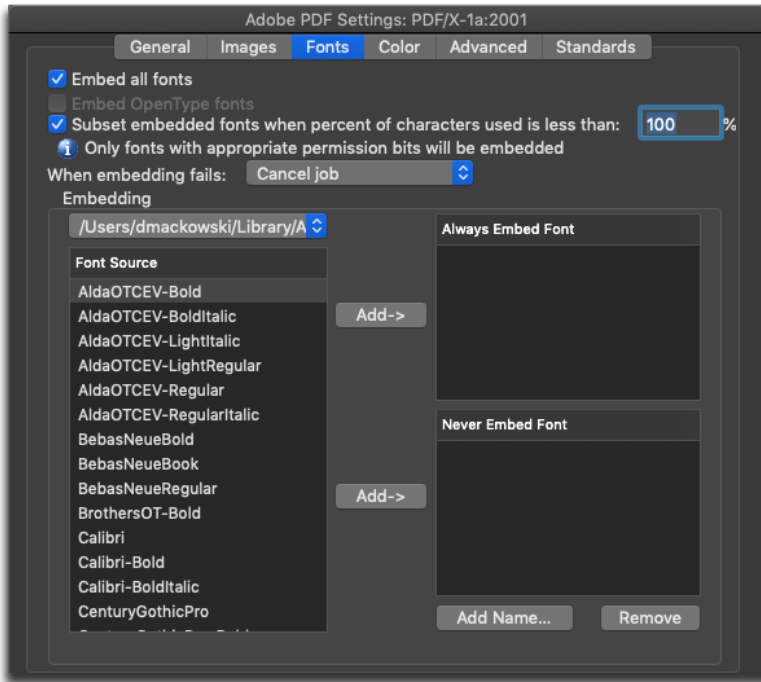 Adobe PDF Settings: PDF/X-1a:2001
General Images Fonts Color Advanced Standards
Embed all fonts
Embed OpenType fonts
Subset embedded fonts when percent of characters used is less than: 100 %
Only fonts with appropriate permission bits will be embedded
When embedding fails: Cancel job
Embedding
/Users/dmackowski/Library/A
Font Source
AldaOTCEV-Bold
AldaOTCEV-BoldItalic
AldaOTCEV-LightItalic
AldaOTCEV-LightRegular
AldaOTCEV-Regular
AldaOTCEV-RegularItalic
BebasNeueBold
BebasNeueBook
BebasNeueRegular
BrothersOT-Bold
Calibri
Calibri-Bold
Calibri-BoldItalic
CenturyGothicPro
Add->
Add->
Always Embed Font
Never Embed Font
Add Name... Remove